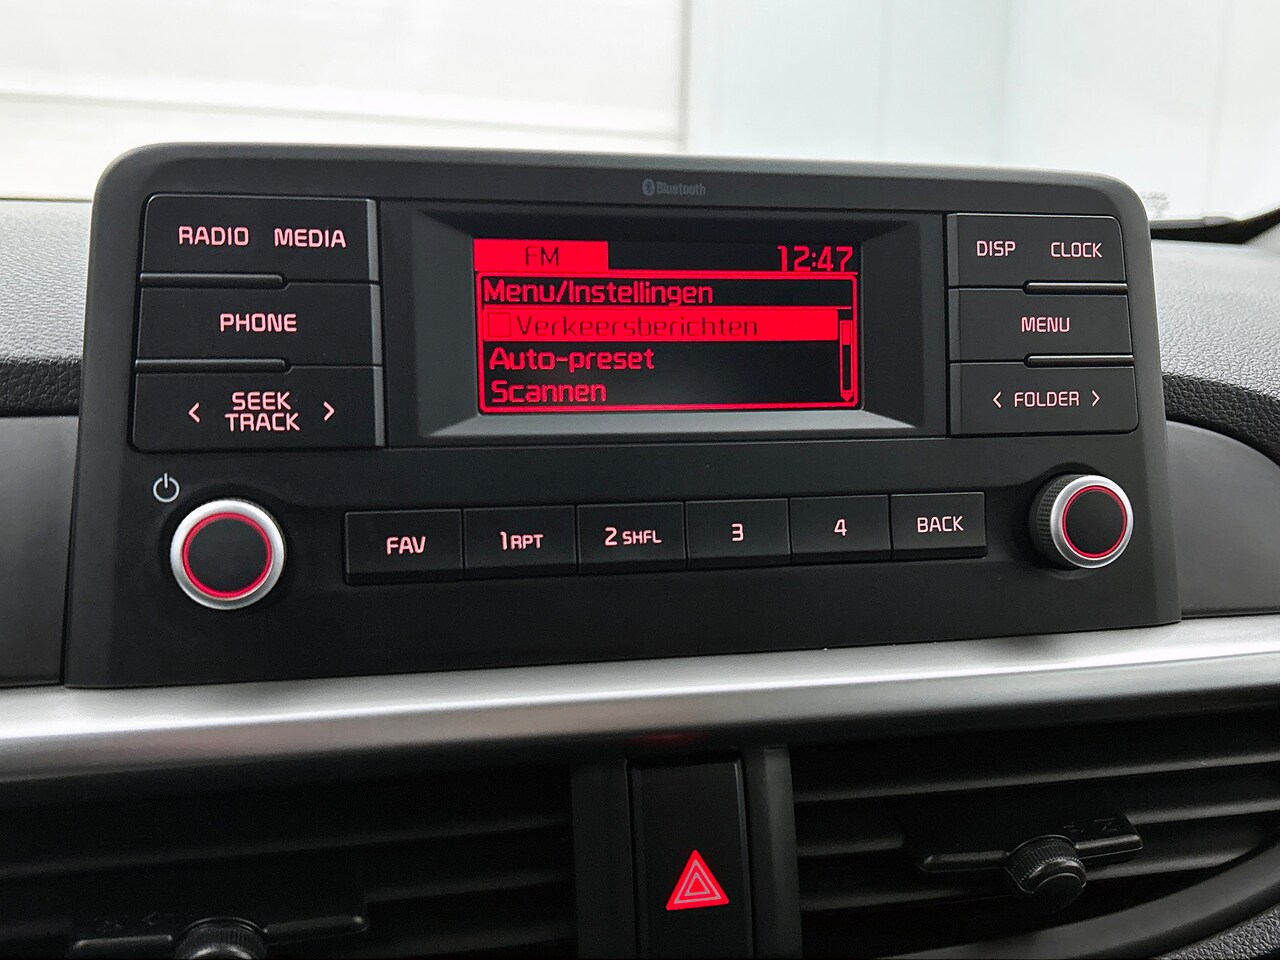 Bluetooth
RADIO MEDIA
PHONE
< SEEK TRACK >
FM 12:47
Menu/Instellingen
Verkeersberichten
Auto-preset
Scannen
DISP CLOCK
MENU
< FOLDER >
FAV 1 RPT 2 SHFL 3 4 BACK